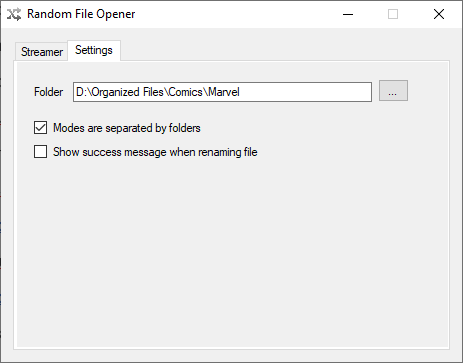 Random File Opener
Streamer Settings
Folder D:\Organized Files\Comics\Marvel ...
Modes are separated by folders
Show success message when renaming file